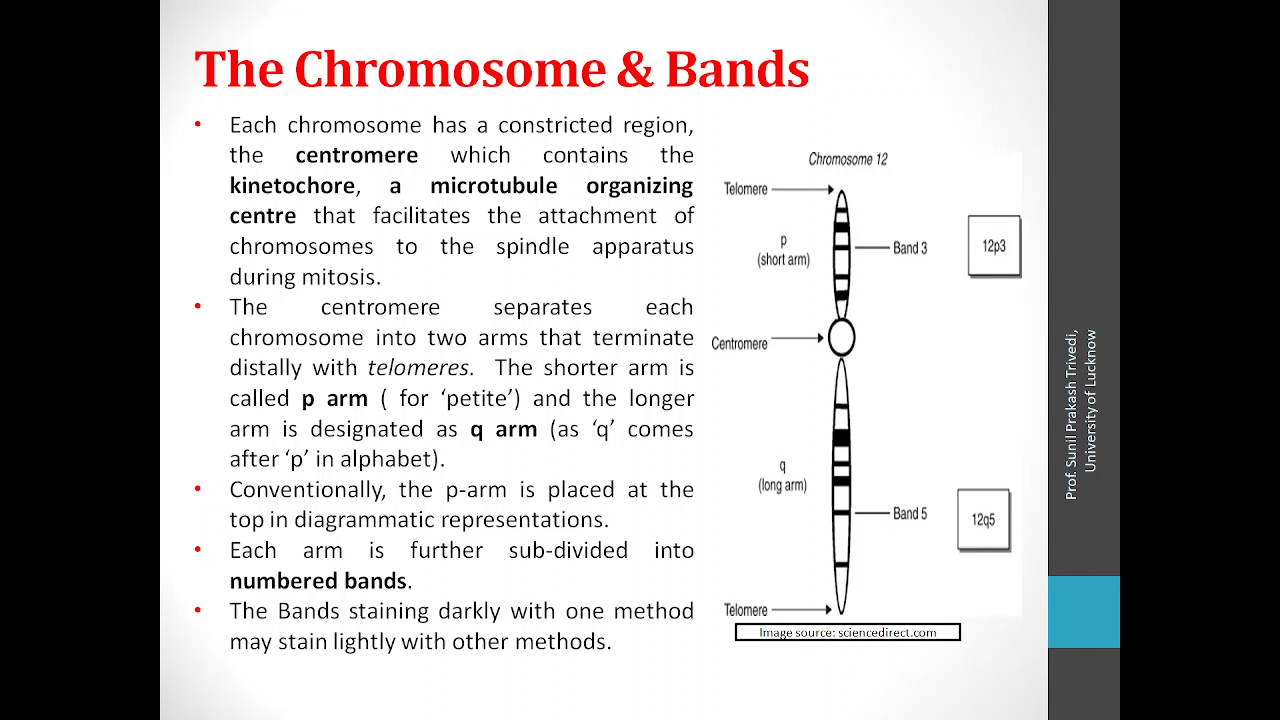 The Chromosome & Bands
• Each chromosome has a constricted region,
the centromere which contains the
kinetochore, a microtubule organizing
centre that facilitates the attachment of
chromosomes to the spindle apparatus
during mitosis.
• The centromere separates each
chromosome into two arms that terminate
distally with telomeres. The shorter arm is
called p arm ( for ‘petite’) and the longer
arm is designated as q arm (as ‘q’ comes
after ‘p’ in alphabet).
• Conventionally, the p-arm is placed at the
top in diagrammatic representations.
• Each arm is further sub-divided into
numbered bands.
• The Bands staining darkly with one method
may stain lightly with other methods.
Chromosome 12
Telomere
p
(short arm)
Band 3
12p3
Centromere
q
(long arm)
Band 5
12q5
Telomere
Image source: sciencedirect.com
Prof. Sunil Prakash Trivedi,
University of Lucknow